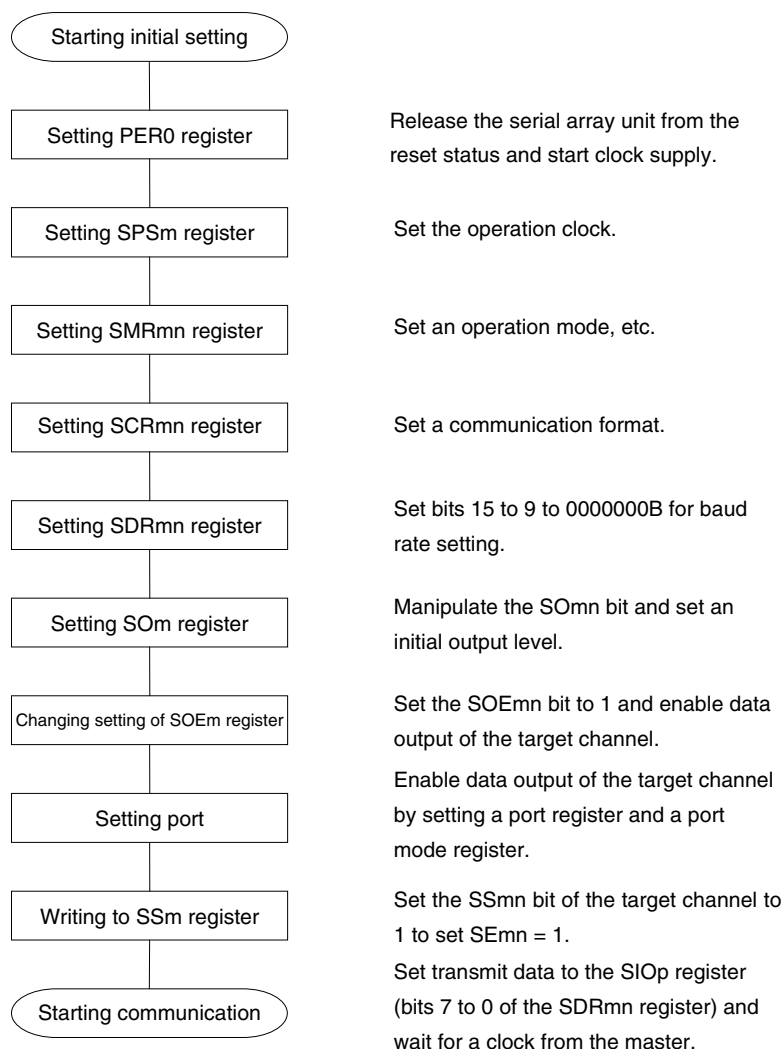 Starting initial setting
Setting PER0 register
Release the serial array unit from the
reset status and start clock supply.
Setting SPSm register
Set the operation clock.
Setting SMRmn register
Set an operation mode, etc.
Setting SCRmn register
Set a communication format.
Setting SDRmn register
Set bits 15 to 9 to 0000000B for baud
rate setting.
Setting SOm register
Manipulate the SOmn bit and set an
initial output level.
Changing setting of SOEm register
Set the SOEmn bit to 1 and enable data
output of the target channel.
Setting port
Enable data output of the target channel
by setting a port register and a port
mode register.
Writing to SSm register
Set the SSmn bit of the target channel to
1 to set SEmn = 1.
Starting communication
Set transmit data to the SIOp register
(bits 7 to 0 of the SDRmn register) and
wait for a clock from the master.